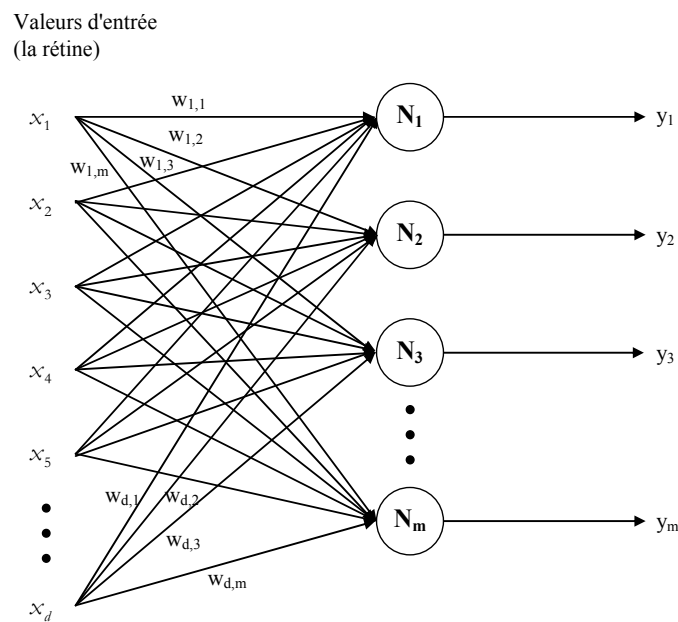 Valeurs d'entrée
(la rétine)
x1
w1,1
N1
y1
w1,2
w1,3
w1,m
x2
N2
y2
x3
N3
y3
x4
x5
wd,1
wd,2
Nm
ym
wd,3
wd,m
xd